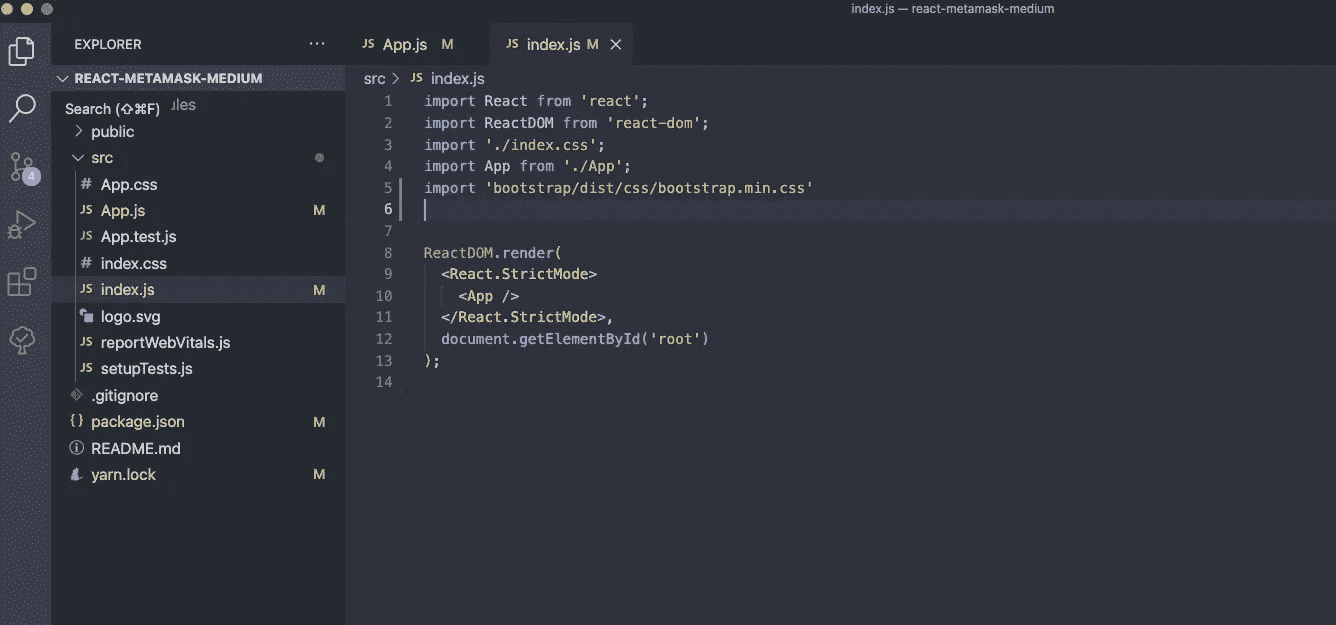 index.js — react-metamask-medium
EXPLORER ···
JS App.js M
JS index.js M
REACT-METAMASK-MEDIUM
src > JS index.js
Search (⇧⌘F)
ules
> public
src
# App.css
JS App.js M
JS App.test.js
# index.css
JS index.js M
logo.svg
JS reportWebVitals.js
JS setupTests.js
.gitignore
{} package.json M
README.md
yarn.lock M
4
1 import React from 'react';
2 import ReactDOM from 'react-dom';
3 import './index.css';
4 import App from './App';
5 import 'bootstrap/dist/css/bootstrap.min.css'
6
7
8 ReactDOM.render(
9 <React.StrictMode>
10 <App />
11 </React.StrictMode>,
12 document.getElementById('root')
13 );
14